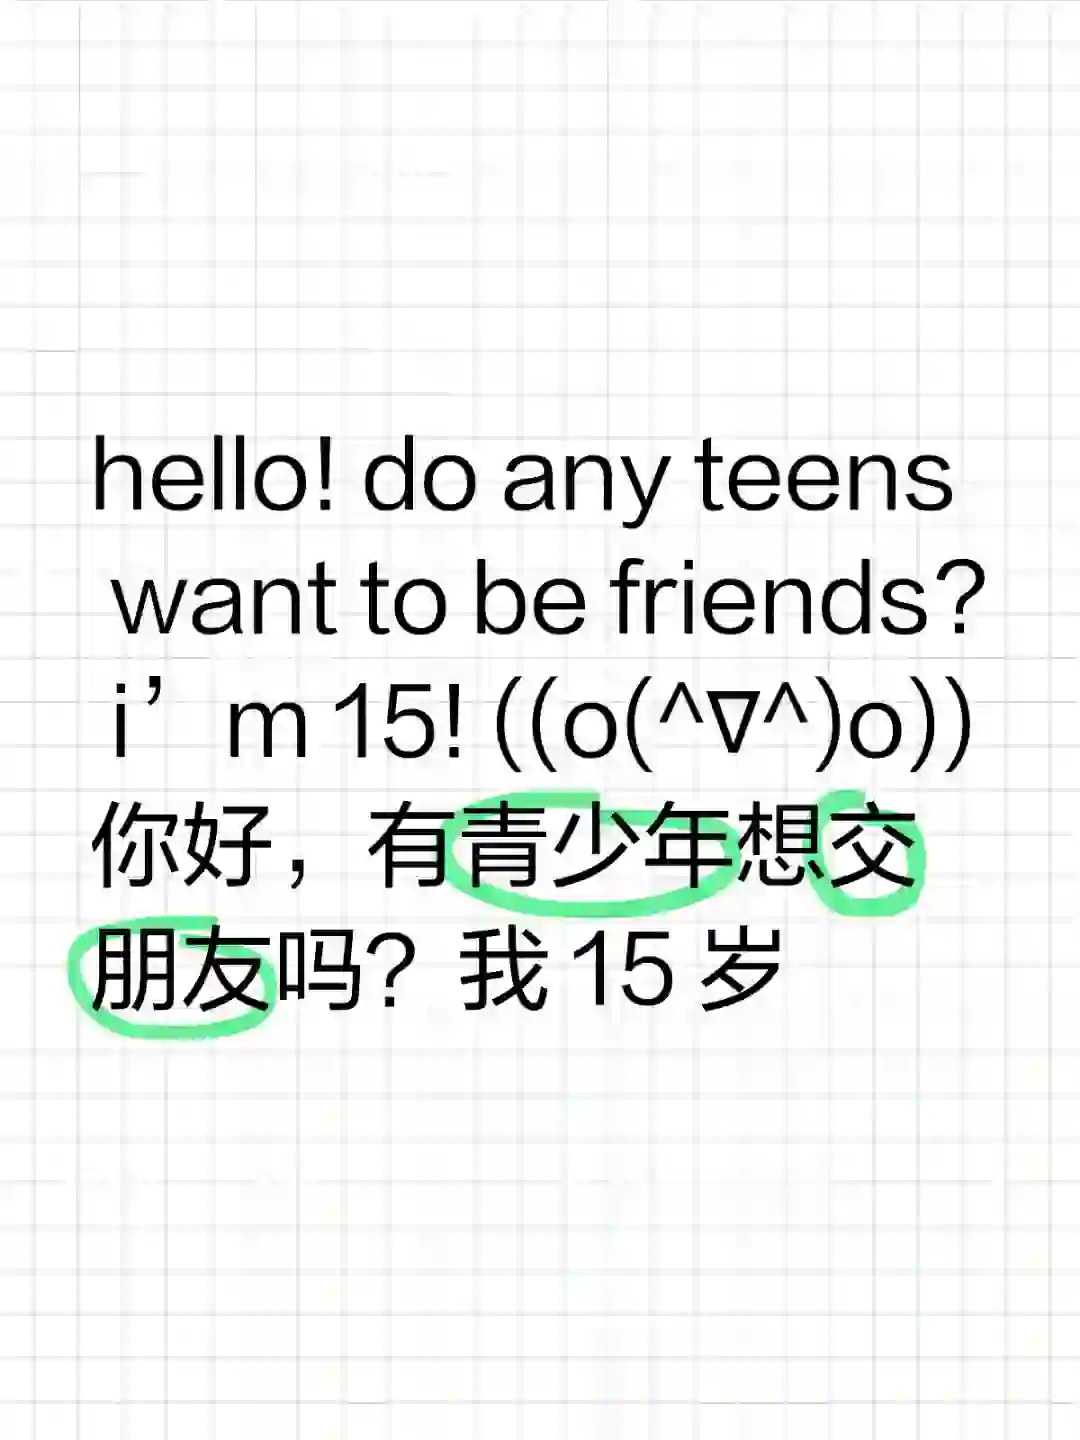 hello! do any teens
want to be friends?
i’m 15! ((o(^∇^)o))
你好，有青少年想交
朋友吗？我 15 岁